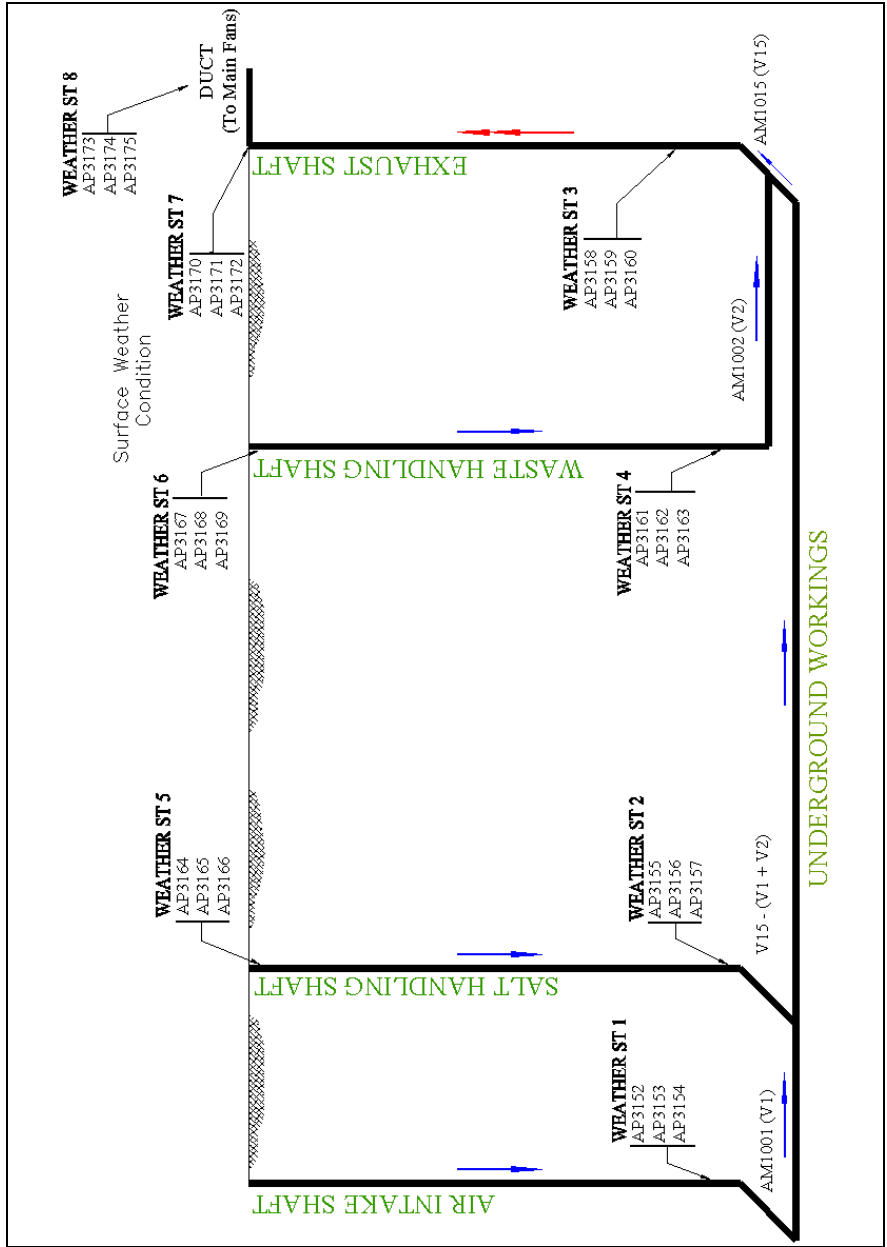 WEATHER ST 8
AP3173
AP3174
AP3175
DUCT
(To Main Fans)
WEATHER ST 7
AP3170
AP3171
AP3172
Surface Weather
Condition
WEATHER ST 6
AP3167
AP3168
AP3169
WEATHER ST 5
AP3164
AP3165
AP3166
EXHAUST SHAFT
WASTE HANDLING SHAFT
SALT HANDLING SHAFT
AIR INTAKE SHAFT
WEATHER ST 3
AP3158
AP3159
AP3160
WEATHER ST 4
AP3161
AP3162
AP3163
WEATHER ST 2
AP3155
AP3156
AP3157
WEATHER ST 1
AP3152
AP3153
AP3154
AM1015 (V15)
AM1002 (V2)
V15 - (V1 + V2)
AM1001 (V1)
UNDERGROUND WORKINGS